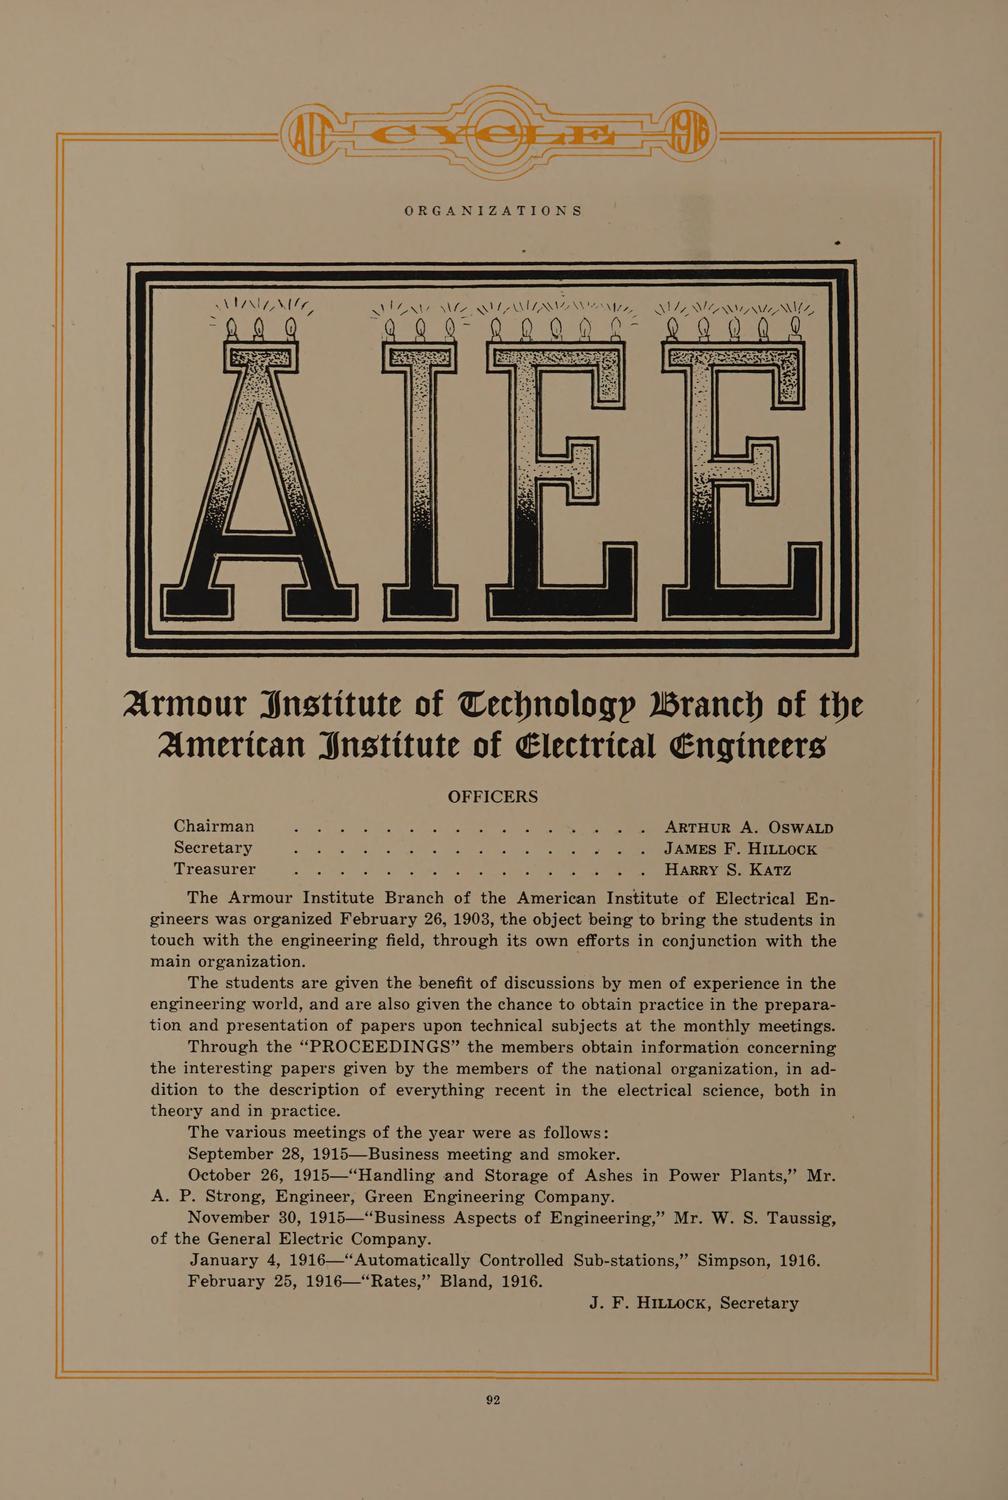 AIT CYCLE 1916
ORGANIZATIONS
AIEE
Armour Institute of Technology Branch of the
American Institute of Electrical Engineers
OFFICERS
Chairman . . . . . . . . . . . . . . . . ARTHUR A. OSWALD
Secretary . . . . . . . . . . . . . . . . JAMES F. HILLOCK
Treasurer . . . . . . . . . . . . . . . . HARRY S. KATZ
The Armour Institute Branch of the American Institute of Electrical En-
gineers was organized February 26, 1903, the object being to bring the students in
touch with the engineering field, through its own efforts in conjunction with the
main organization.
The students are given the benefit of discussions by men of experience in the
engineering world, and are also given the chance to obtain practice in the prepara-
tion and presentation of papers upon technical subjects at the monthly meetings.
Through the “PROCEEDINGS” the members obtain information concerning
the interesting papers given by the members of the national organization, in ad-
dition to the description of everything recent in the electrical science, both in
theory and in practice.
The various meetings of the year were as follows:
September 28, 1915—Business meeting and smoker.
October 26, 1915—“Handling and Storage of Ashes in Power Plants,” Mr.
A. P. Strong, Engineer, Green Engineering Company.
November 30, 1915—“Business Aspects of Engineering,” Mr. W. S. Taussig,
of the General Electric Company.
January 4, 1916—“Automatically Controlled Sub-stations,” Simpson, 1916.
February 25, 1916—“Rates,” Bland, 1916.
J. F. HILLOCK, Secretary
92